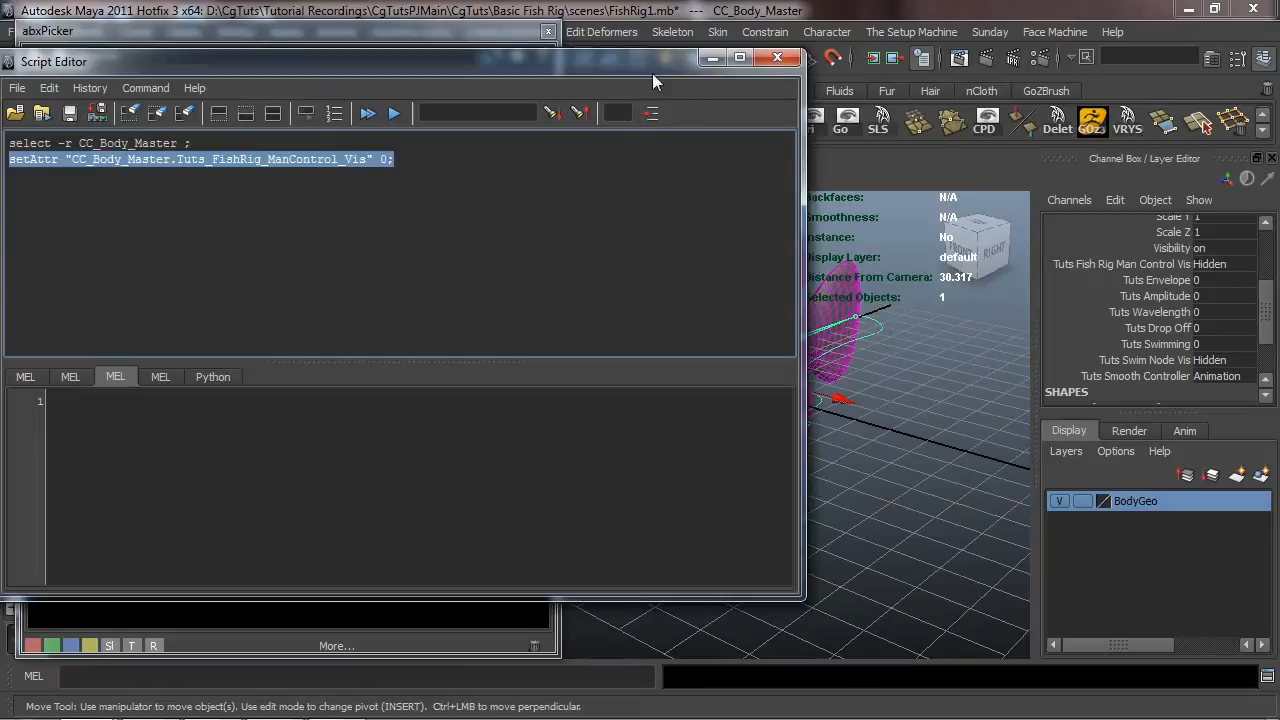 Autodesk Maya 2011 Hotfix 3 x64: D:\CgTuts\Tutorial Recordings\CgTutsPJMain\CgTuts\Basic Fish Rig\scenes\FishRig1.mb* --- CC_Body_Master
abxPicker
Edit Deformers Skeleton Skin Constrain Character The Setup Machine Sunday Face Machine
Script Editor
File Edit History Command Help
Fluids Fur Hair nCloth GoZBrush
Go SLS CPD Delet GOZ3 VRYS
select -r CC_Body_Master ;
setAttr "CC_Body_Master.Tuts_FishRig_ManControl_Vis" 0;
Channel Box / Layer Editor
Channels Edit Object Show
Backfaces: N/A
Smoothness: N/A
Instance: No
Display Layer: default
Distance From Camera: 30.317
Selected Objects: 1
FRONT RIGHT
Scale Y 1
Scale Z 1
Visibility on
Tuts Fish Rig Man Control Vis Hidden
Tuts Envelope 0
Tuts Amplitude 0
Tuts Wavelength 0
Tuts Drop Off 0
Tuts Swimming 0
Tuts Swim Node Vis Hidden
Tuts Smooth Controller Animation
SHAPES
MEL MEL MEL MEL Python
1
Display Render Anim
Layers Options Help
V BodyGeo
Sl T R More...
MEL
Move Tool: Use manipulator to move object(s). Use edit mode to change pivot (INSERT). Ctrl+LMB to move perpendicular.